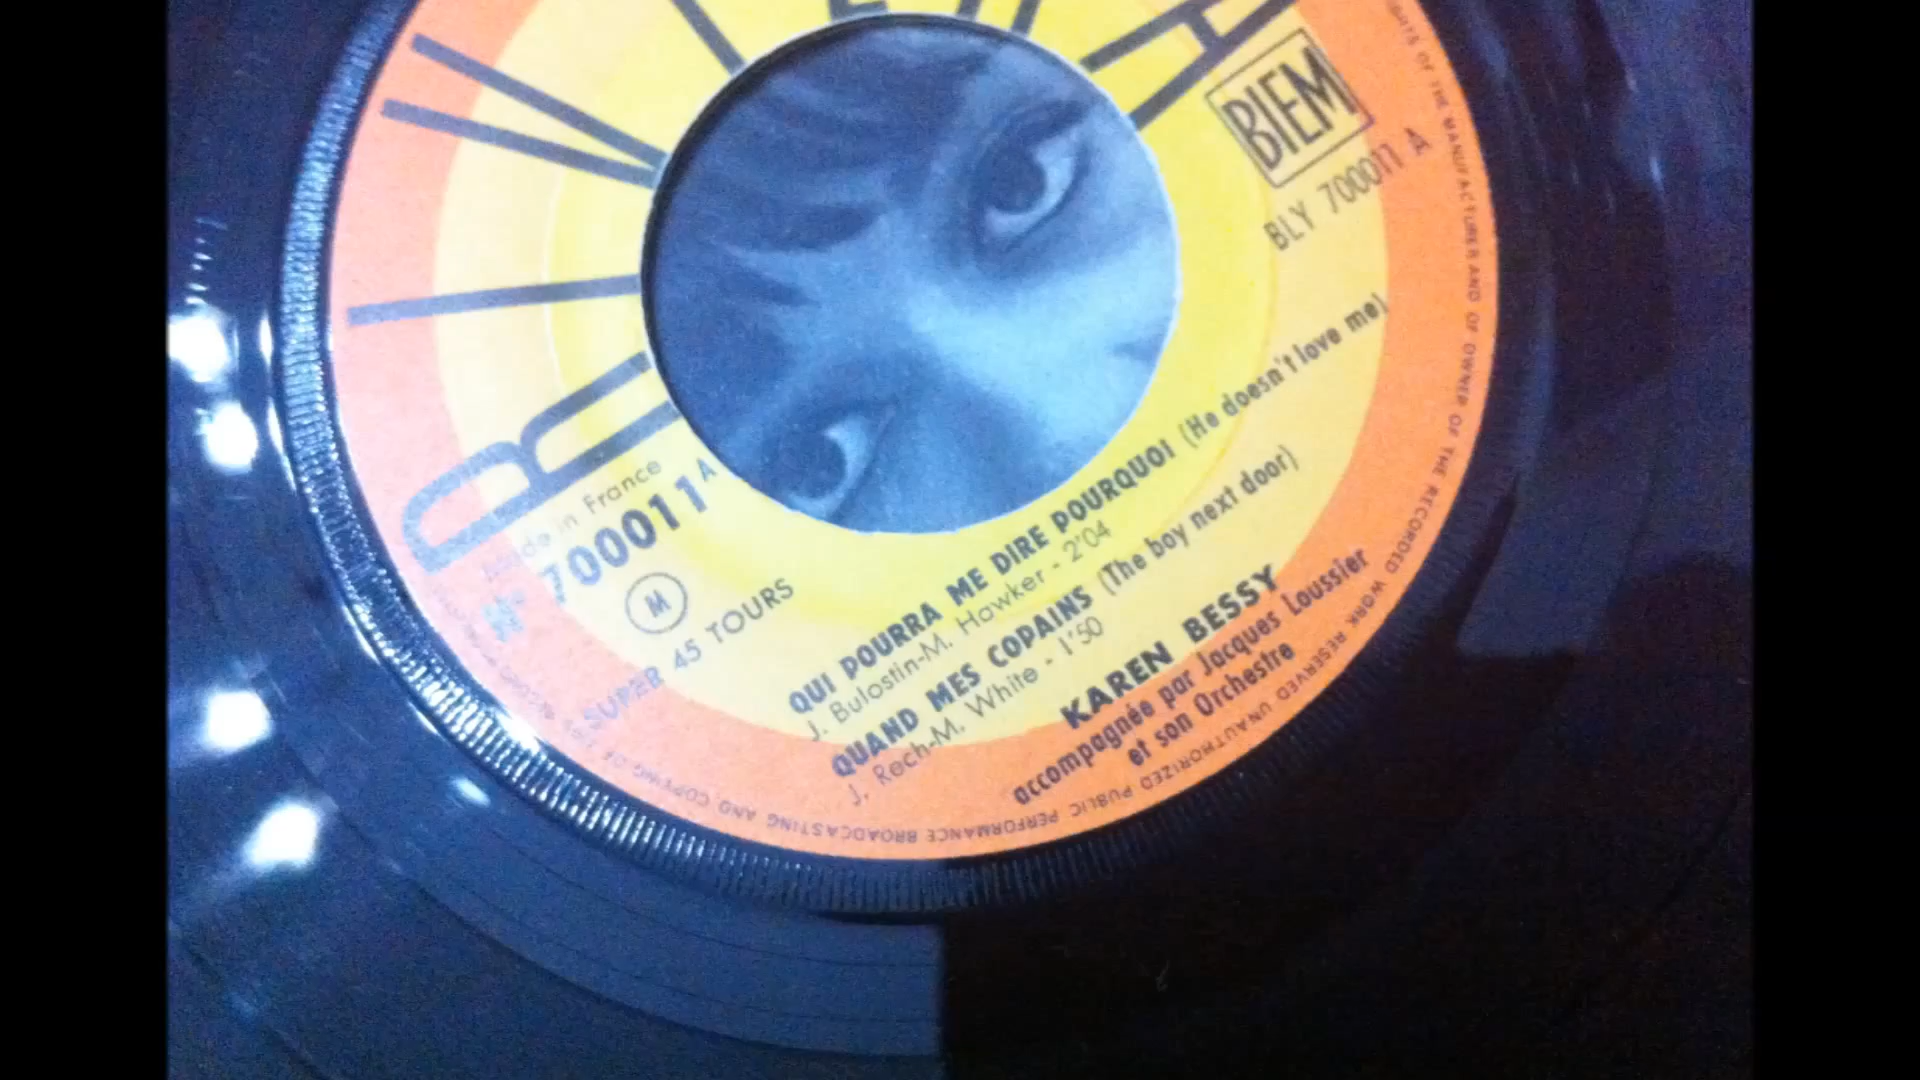 BIEM
BLY 700011 A
Made in France
N° 700011 A
M
SUPER 45 TOURS
QUI POURRA ME DIRE POURQUOI (He doesn't love me)
J. Bulostin-M. Hawker - 2'04
QUAND MES COPAINS (The boy next door)
J. Rech-M. White - 1'50
KAREN BESSY
accompagnée par Jacques Loussier
et son Orchestre
RIGHTS OF THE MANUFACTURER AND OF OWNER OF THE RECORDED WORK RESERVED UNAUTHORIZED PUBLIC PERFORMANCE BROADCASTING AND COPYING OF